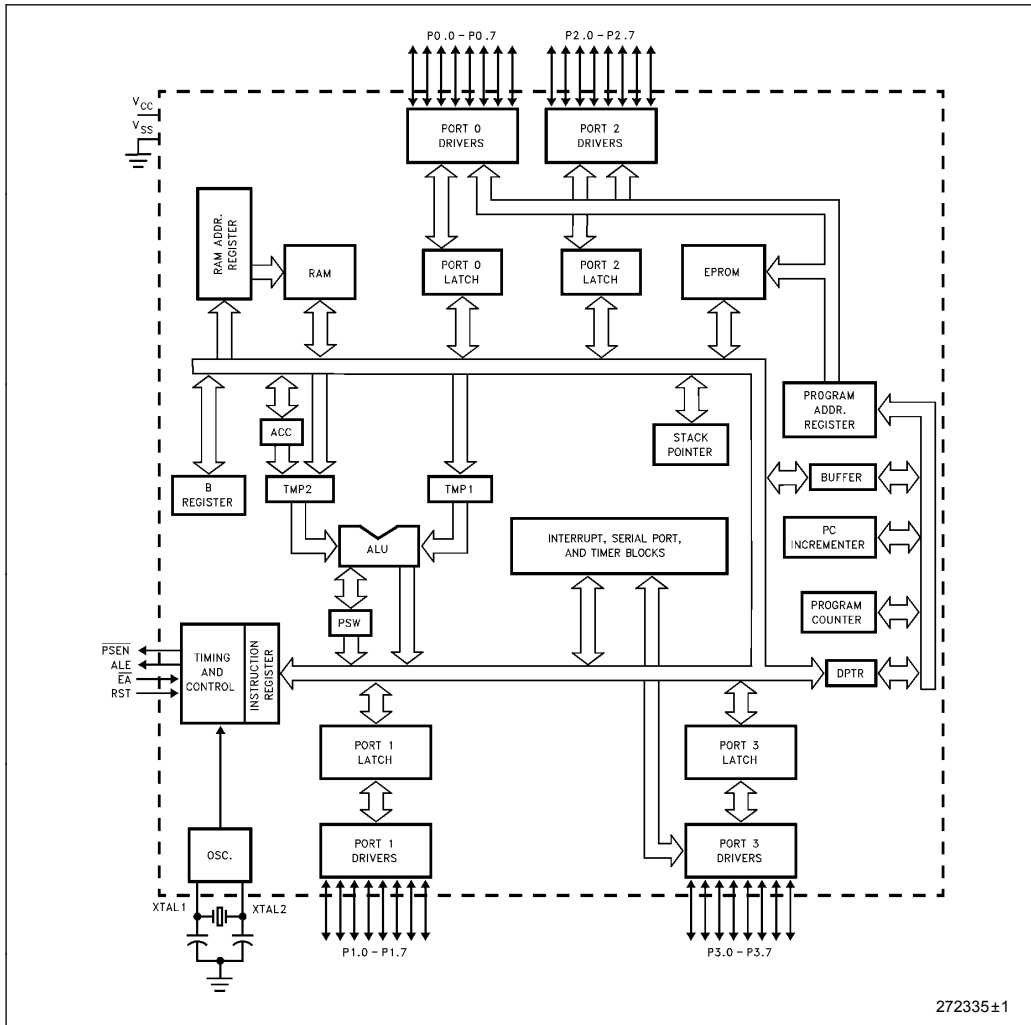 P0.0 – P0.7
P2.0 – P2.7
VCC
VSS
PORT 0
DRIVERS
PORT 2
DRIVERS
RAM ADDR.
REGISTER
RAM
PORT 0
LATCH
PORT 2
LATCH
EPROM
PROGRAM
ADDR.
REGISTER
ACC
STACK
POINTER
B
REGISTER
TMP2
TMP1
BUFFER
ALU
INTERRUPT, SERIAL PORT,
AND TIMER BLOCKS
PC
INCREMENTER
PSW
PROGRAM
COUNTER
PSEN
ALE
EA
RST
TIMING
AND
CONTROL
INSTRUCTION
REGISTER
DPTR
PORT 1
LATCH
PORT 3
LATCH
OSC.
PORT 1
DRIVERS
PORT 3
DRIVERS
XTAL1
XTAL2
P1.0 – P1.7
P3.0 – P3.7
272335±1